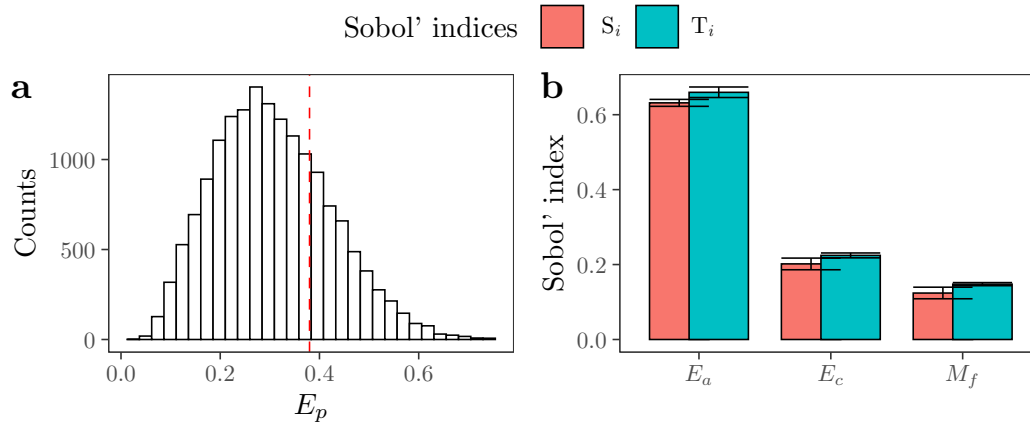 Sobol’ indices S_i T_i
a
Counts
1000
500
0
0.0 0.2 0.4 0.6
E_p
b
Sobol’ index
0.6
0.4
0.2
0.0
E_a E_c M_f